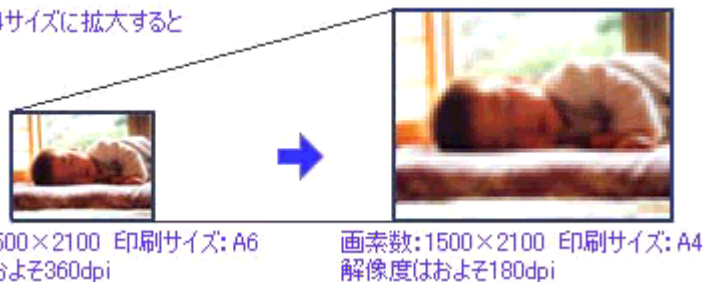 4サイズに拡大すると
500×2100 印刷サイズ：A6
およそ360dpi
画素数：1500×2100 印刷サイズ：A4
解像度はおよそ180dpi